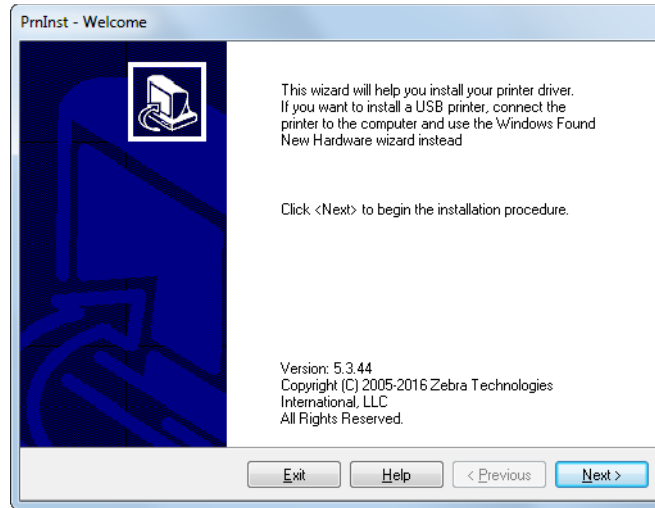 PrnInst - Welcome
This wizard will help you install your printer driver.
If you want to install a USB printer, connect the
printer to the computer and use the Windows Found
New Hardware wizard instead
Click <Next> to begin the installation procedure.
Version: 5.3.44
Copyright (C) 2005-2016 Zebra Technologies
International, LLC
All Rights Reserved.
Exit Help < Previous Next >